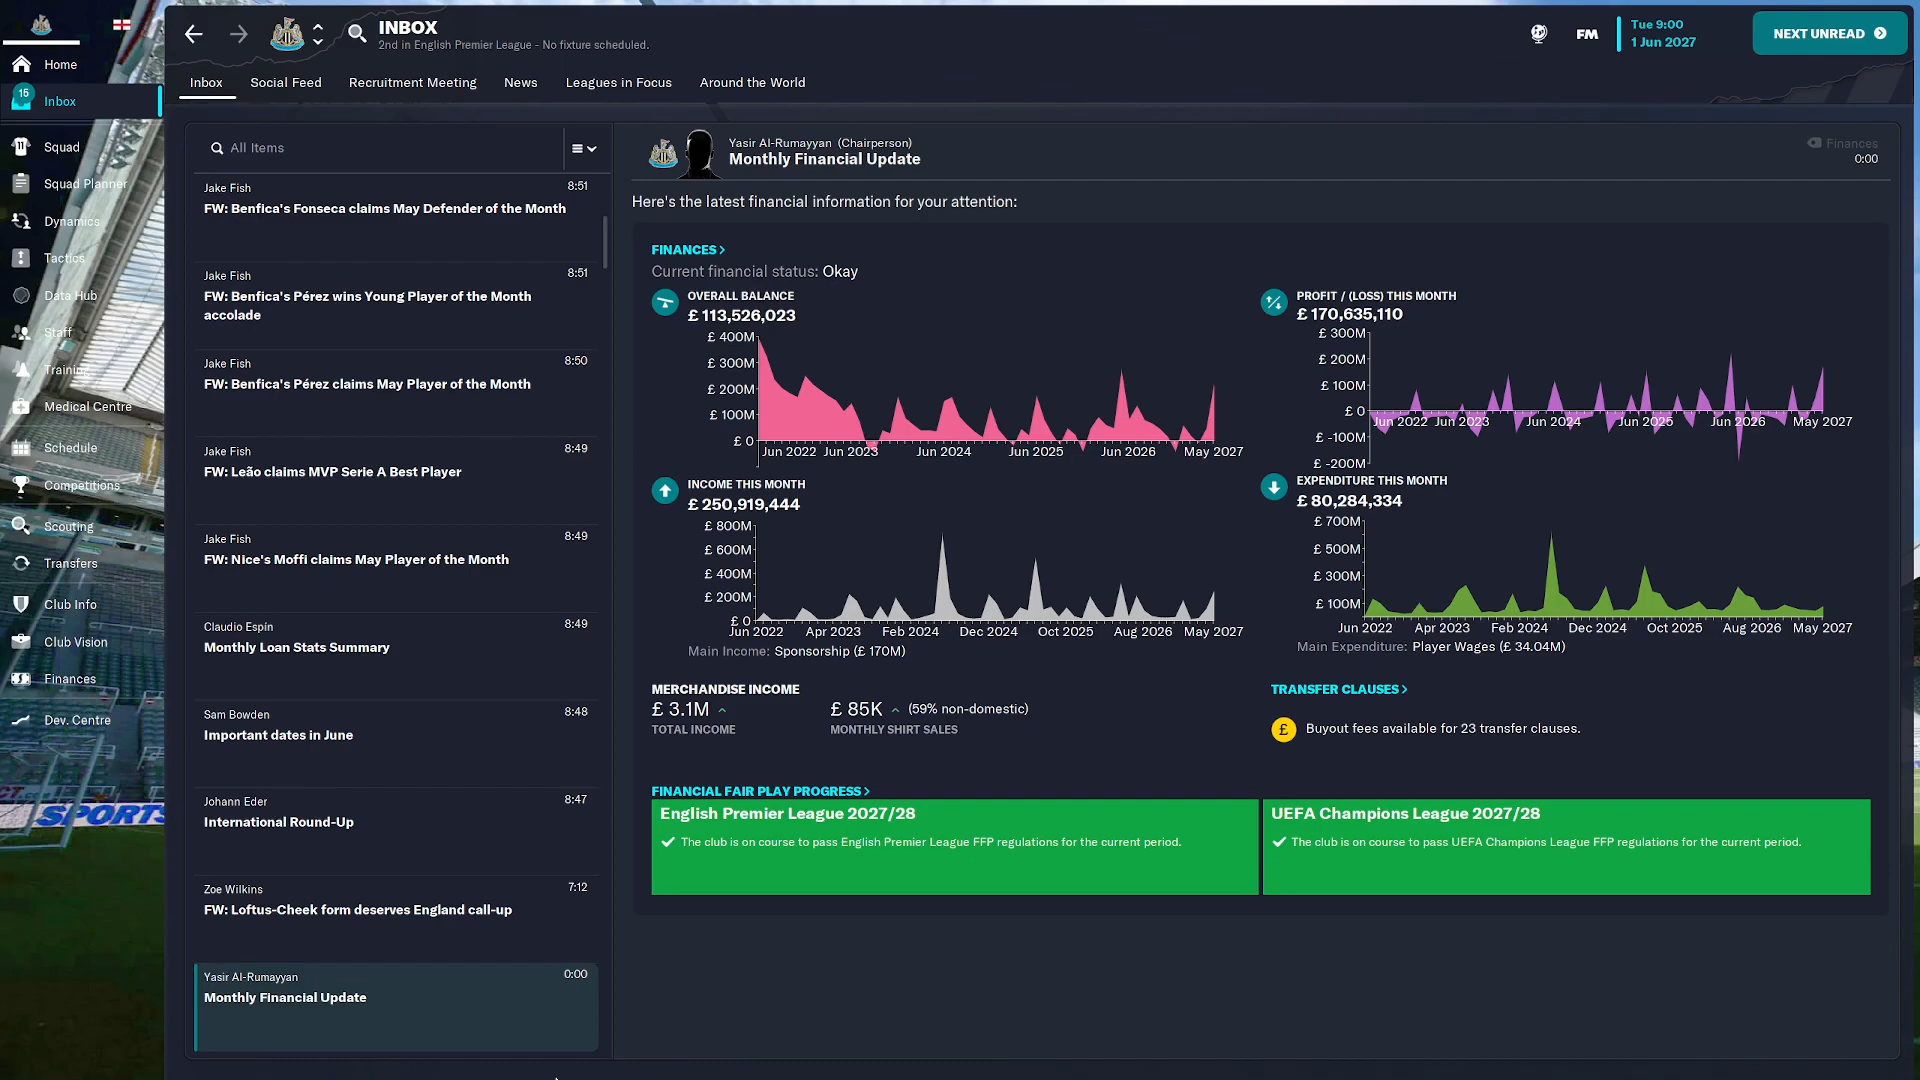 INBOX
2nd in English Premier League - No fixture scheduled.
FM
Tue 9:00
1 Jun 2027
NEXT UNREAD
Home
15
Inbox
Squad
Squad Planner
Dynamics
Tactics
Data Hub
Staff
Training
Medical Centre
Schedule
Competitions
Scouting
Transfers
Club Info
Club Vision
Finances
Dev. Centre
SPORTS
Inbox
Social Feed
Recruitment Meeting
News
Leagues in Focus
Around the World
All Items
Jake Fish 8:51
FW: Benfica's Fonseca claims May Defender of the Month
Jake Fish 8:51
FW: Benfica's Pérez wins Young Player of the Month
accolade
Jake Fish 8:50
FW: Benfica's Pérez claims May Player of the Month
Jake Fish 8:49
FW: Leão claims MVP Serie A Best Player
Jake Fish 8:49
FW: Nice's Moffi claims May Player of the Month
Claudio Espín 8:49
Monthly Loan Stats Summary
Sam Bowden 8:48
Important dates in June
Johann Eder 8:47
International Round-Up
Zoe Wilkins 7:12
FW: Loftus-Cheek form deserves England call-up
Yasir Al-Rumayyan 0:00
Monthly Financial Update
Yasir Al-Rumayyan (Chairperson)
Monthly Financial Update
Finances
0:00
Here's the latest financial information for your attention:
FINANCES >
Current financial status: Okay
OVERALL BALANCE
£ 113,526,023
£ 400M
£ 300M
£ 200M
£ 100M
£ 0
Jun 2022 Jun 2023 Jun 2024 Jun 2025 Jun 2026 May 2027
PROFIT / (LOSS) THIS MONTH
£ 170,635,110
£ 300M
£ 200M
£ 100M
£ 0
£ -100M
£ -200M
Jun 2022 Jun 2023 Jun 2024 Jun 2025 Jun 2026 May 2027
INCOME THIS MONTH
£ 250,919,444
£ 800M
£ 600M
£ 400M
£ 200M
£ 0
Jun 2022 Apr 2023 Feb 2024 Dec 2024 Oct 2025 Aug 2026 May 2027
Main Income: Sponsorship (£ 170M)
EXPENDITURE THIS MONTH
£ 80,284,334
£ 700M
£ 500M
£ 300M
£ 100M
Jun 2022 Apr 2023 Feb 2024 Dec 2024 Oct 2025 Aug 2026 May 2027
Main Expenditure: Player Wages (£ 34.04M)
MERCHANDISE INCOME
£ 3.1M £ 85K (59% non-domestic)
TOTAL INCOME MONTHLY SHIRT SALES
TRANSFER CLAUSES >
£ Buyout fees available for 23 transfer clauses.
FINANCIAL FAIR PLAY PROGRESS >
English Premier League 2027/28
The club is on course to pass English Premier League FFP regulations for the current period.
UEFA Champions League 2027/28
The club is on course to pass UEFA Champions League FFP regulations for the current period.